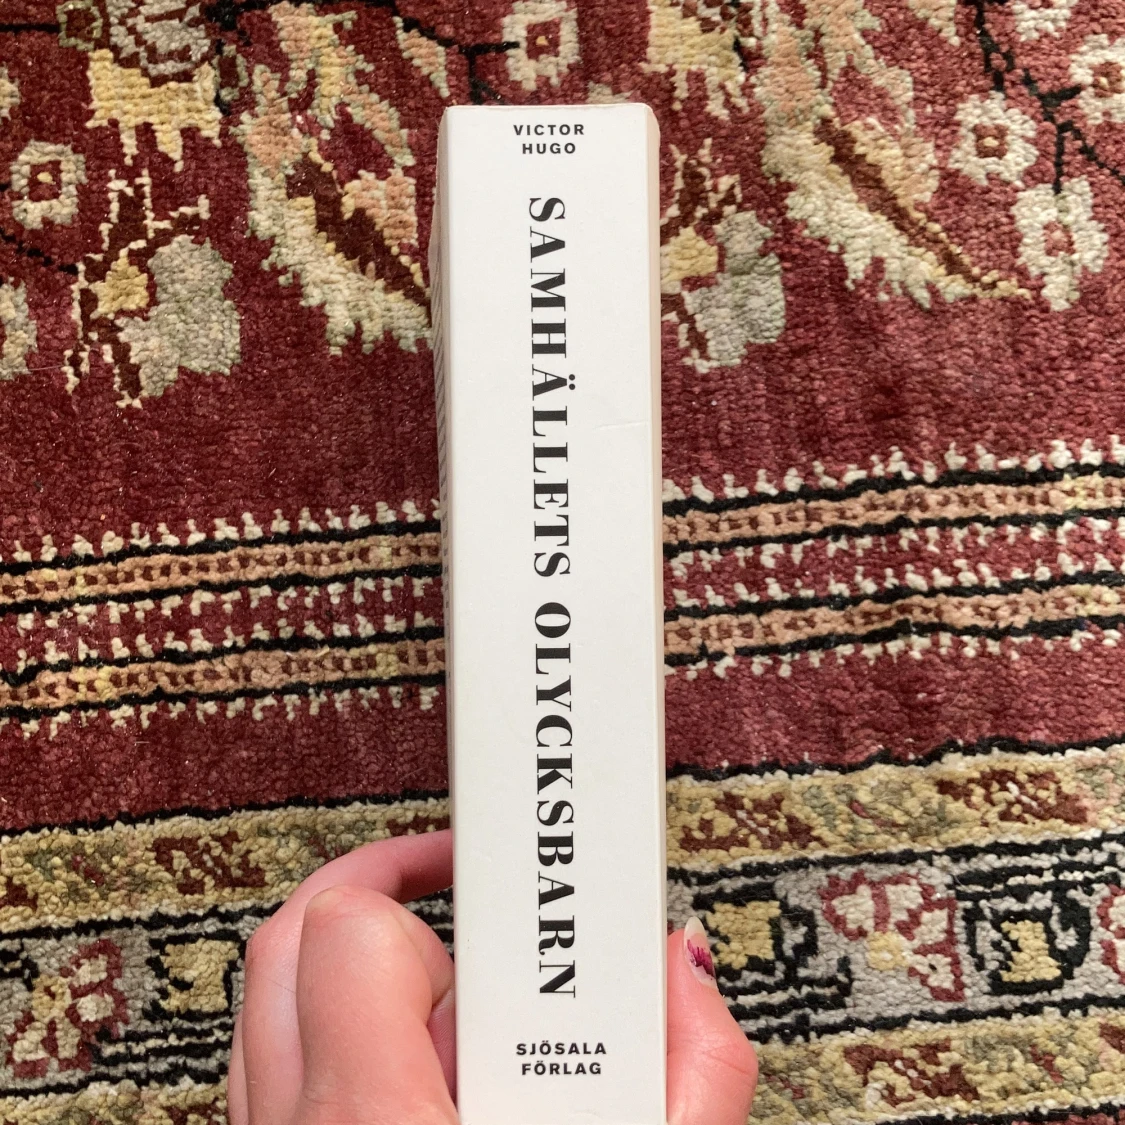 VICTOR
HUGO
SAMHÄLLETS OLYCKSBARN
SJÖSALA
FÖRLAG